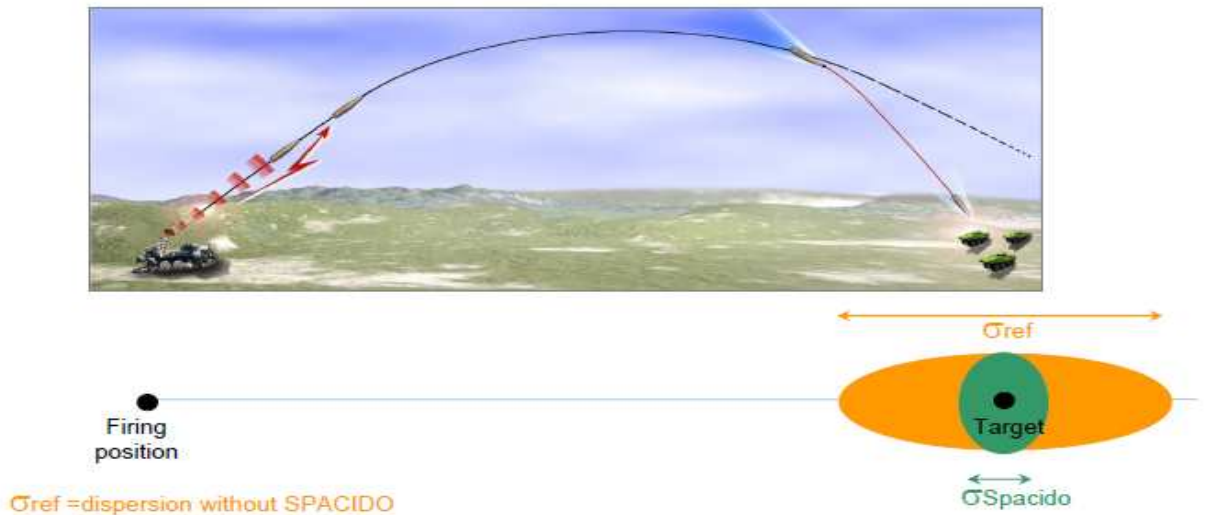 σref
Firing
position
Target
σSpacido
σref =dispersion without SPACIDO